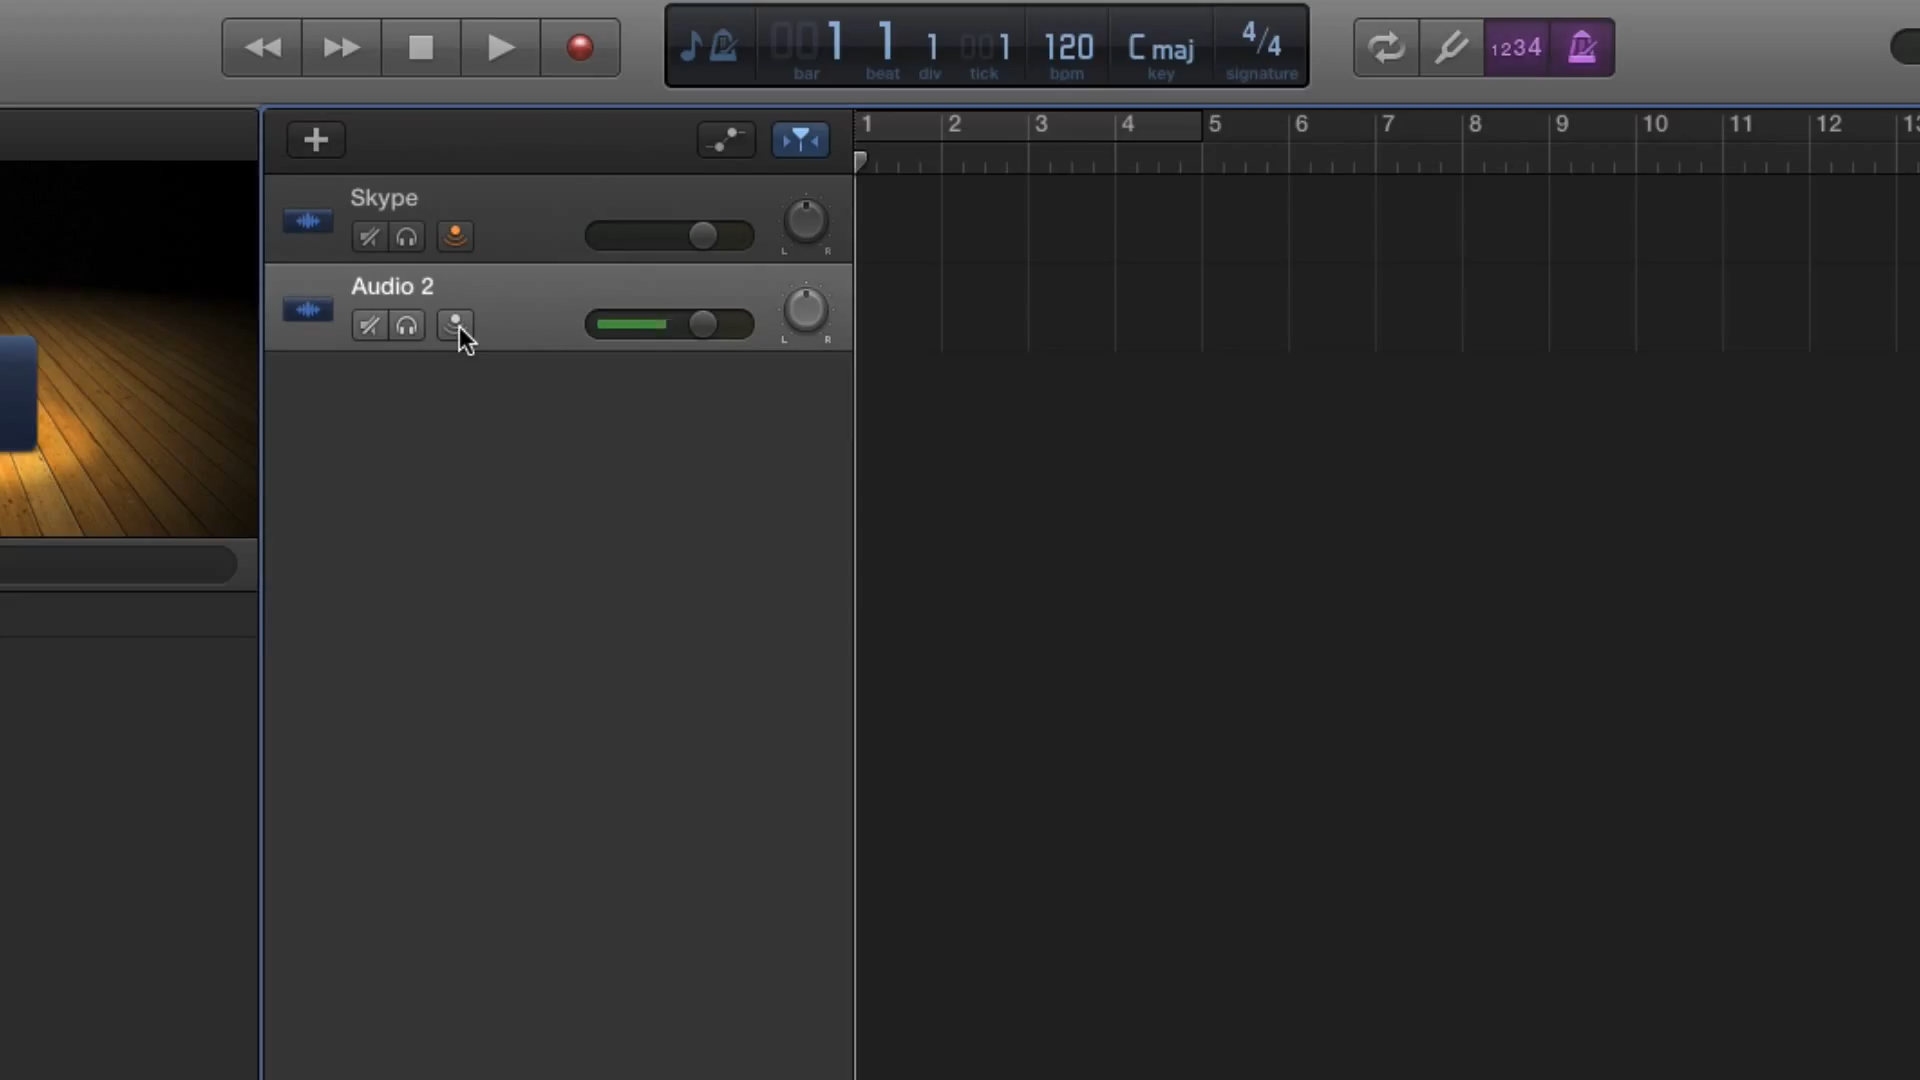 001 1 1 001 120 C maj 4/4
bar beat div tick bpm key signature
1234
1 2 3 4 5 6 7 8 9 10 11 12 13
Skype
L R
Audio 2
L R